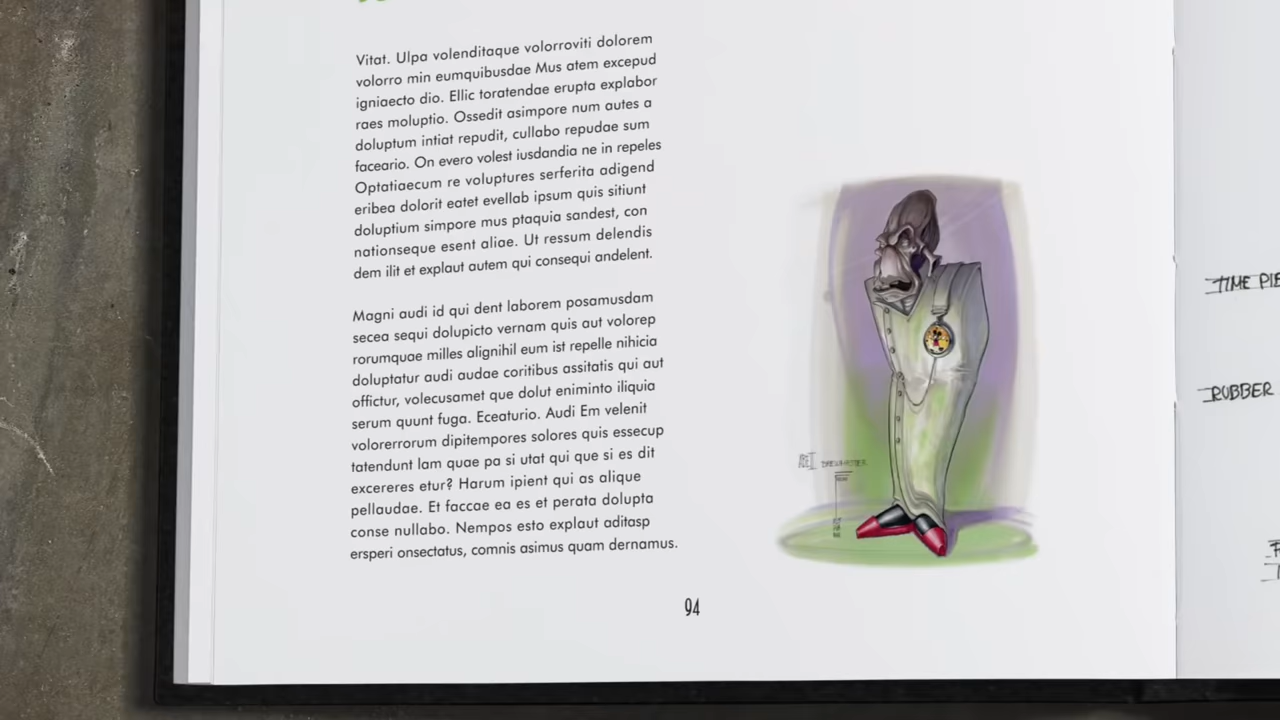 Vitat. Ulpa volenditaque volorroviti dolorem
volorro min eumquibusdae Mus atem excepud
igniaecto dio. Ellic toratendae erupta explabor
raes moluptio. Ossedit asimpore num autes a
doluptum intiat repudit, cullabo repudae sum
faceario. On evero volest iusdandia ne in repeles
Optatiaecum re voluptures serferita adigend
eribea dolorit eatet evellab ipsum quis sitiunt
doluptium simpore mus ptaquia sandest, con
nationseque esent aliae. Ut ressum delendis
dem ilit et explaut autem qui consequi andelent.
Magni audi id qui dent laborem posamusdam
secea sequi dolupicto vernam quis aut volorep
rorumquae milles alignihil eum ist repelle nihicia
doluptatur audi audae coritibus assitatis qui aut
offictur, volecusamet que dolut eniminto iliquia
serum quunt fuga. Eceaturio. Audi Em velenit
volorerrorum dipitempores solores quis essecup
tatendunt lam quae pa si utat qui que si es dit
excereres etur? Harum ipient qui as alique
pellaudae. Et faccae ea es et perata dolupta
conse nullabo. Nempos esto explaut aditasp
ersperi onsectatus, comnis asimus quam dernamus.
94
TIME PIE
RUBBER